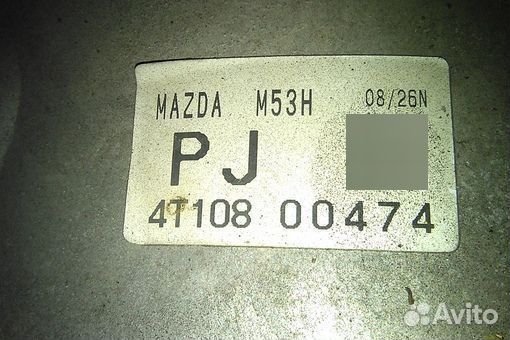 MAZDA M53H 08/26N
PJ
4T108 00474
Avito